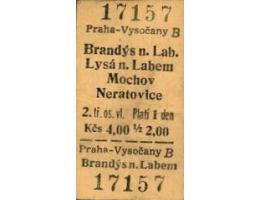 17157
Praha-Vysočany B
Brandýs n. Lab.
Lysá n. Labem
Mochov
Neratovice
2. tř. os. vl. Platí 1 den
Kčs 4,00 ½ 2,00
Praha-Vysočany B
Brandýs n. Labem
17157